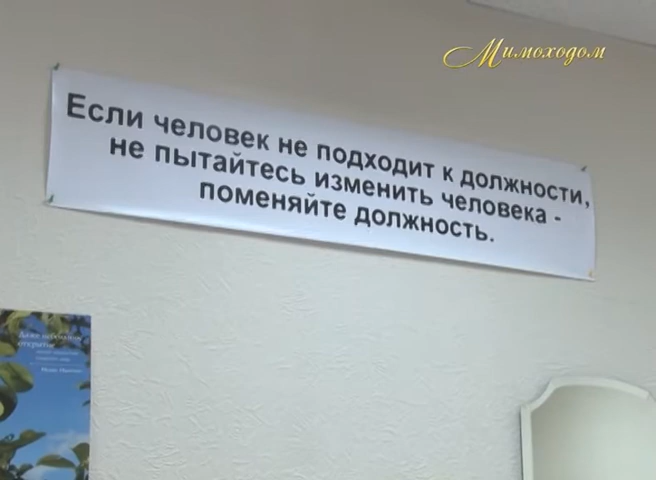 Мимоходом
Если человек не подходит к должности,
не пытайтесь изменить человека -
поменяйте должность.